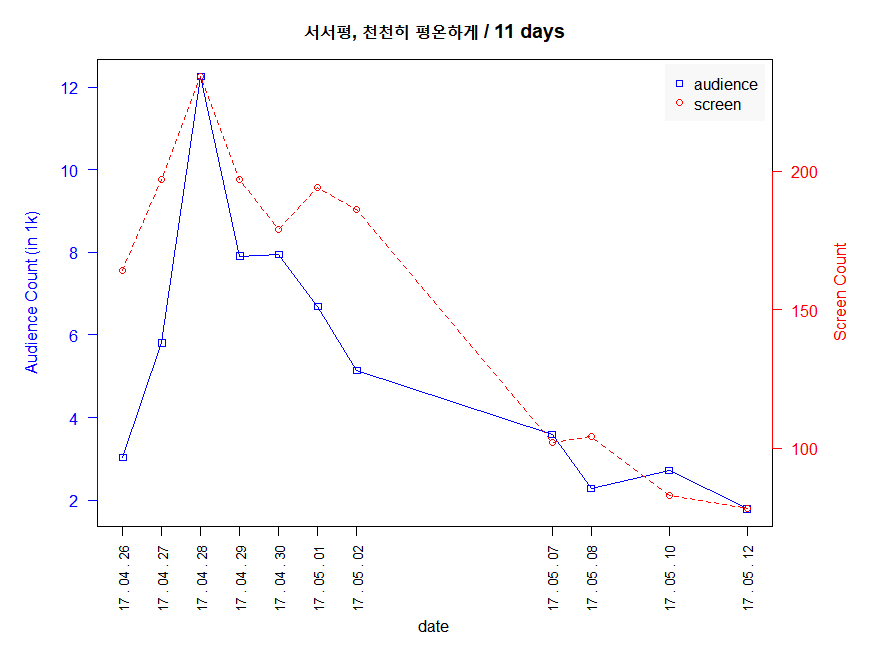 서서평, 천천히 평온하게 / 11 days
audience
screen
Audience Count (in 1k)
12
10
8
6
4
2
200
150
100
Screen Count
17 . 04 . 26
17 . 04 . 27
17 . 04 . 28
17 . 04 . 29
17 . 04 . 30
17 . 05 . 01
17 . 05 . 02
17 . 05 . 07
17 . 05 . 08
17 . 05 . 10
17 . 05 . 12
date